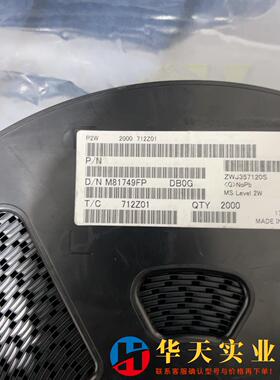 P2W 2000 712Z01
P/N
ZWJ357120S
<G>NoPb
MS Level 2W
D/N M81749FP DB0G
T/C 712Z01 QTY 2000
MADE IN
华天实业
联系客服确认型号与价格再下单！